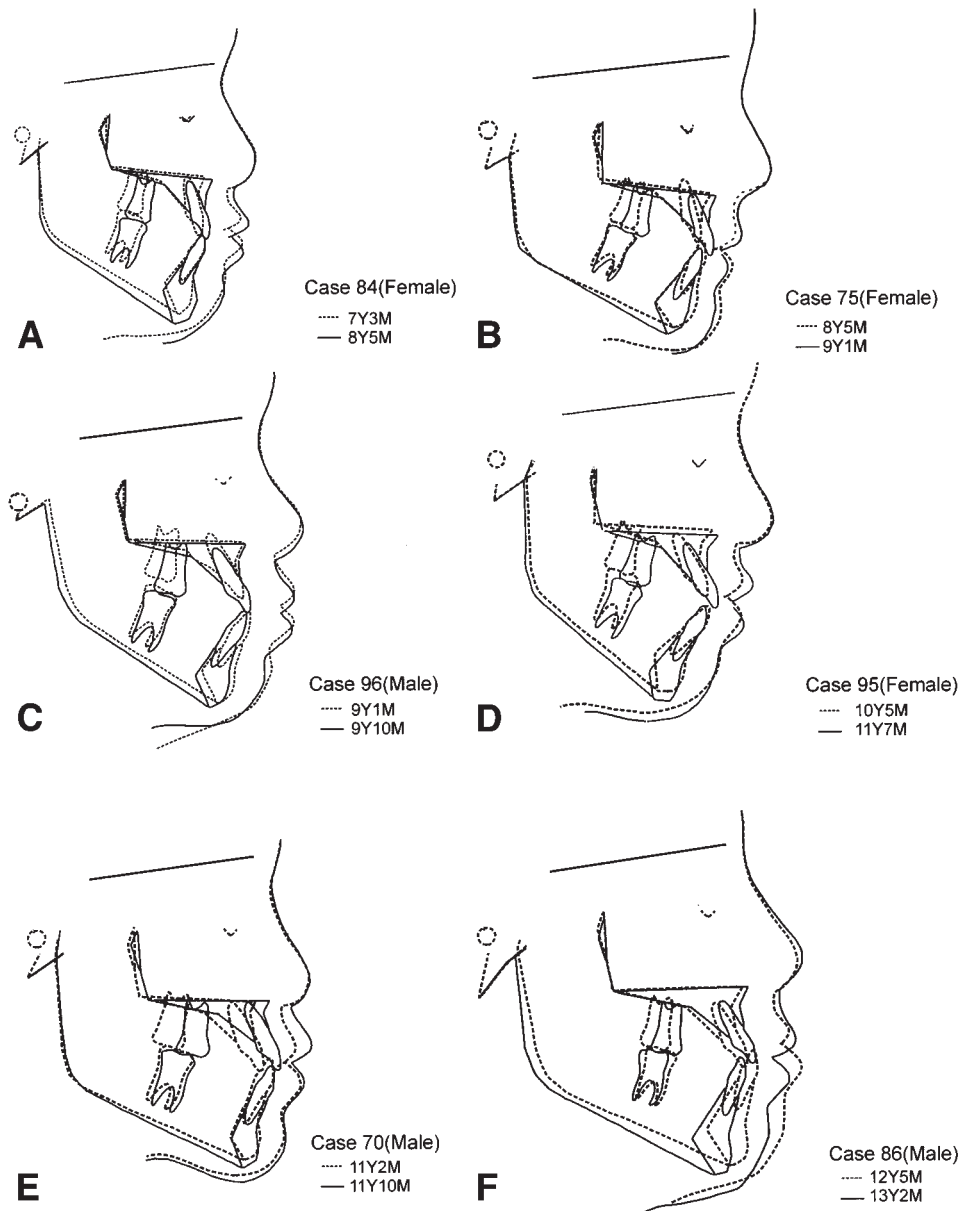 Case 84(Female)
7Y3M
8Y5M
A
Case 75(Female)
8Y5M
9Y1M
B
Case 96(Male)
9Y1M
9Y10M
C
Case 95(Female)
10Y5M
11Y7M
D
Case 70(Male)
11Y2M
11Y10M
E
Case 86(Male)
12Y5M
13Y2M
F